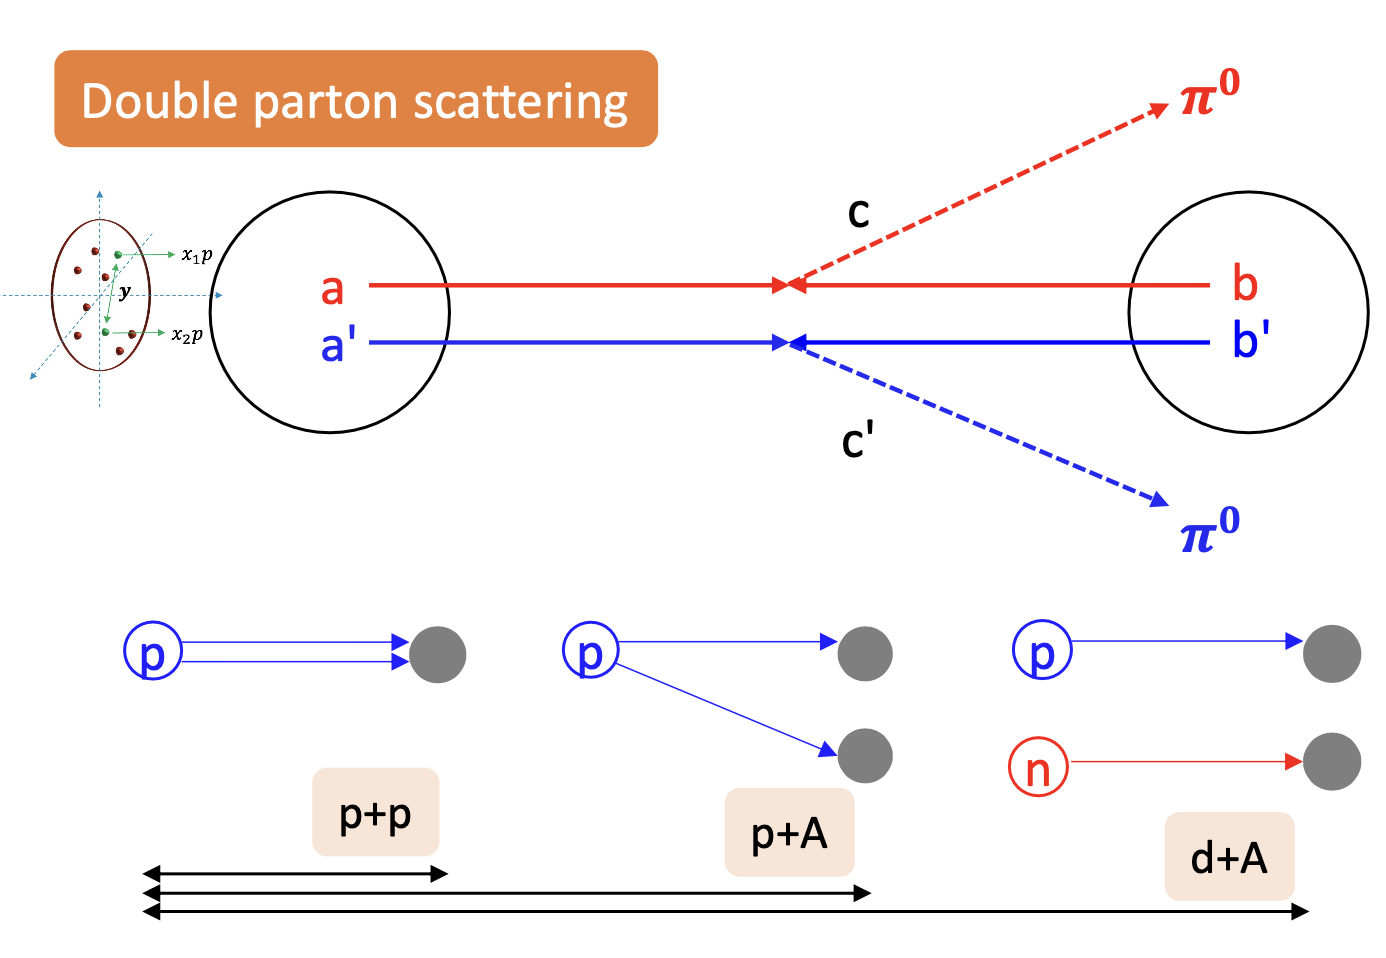 Double parton scattering
π⁰
c
x₁p
y
x₂p
a
b
a'
b'
c'
π⁰
p
p
p
n
p+p
p+A
d+A